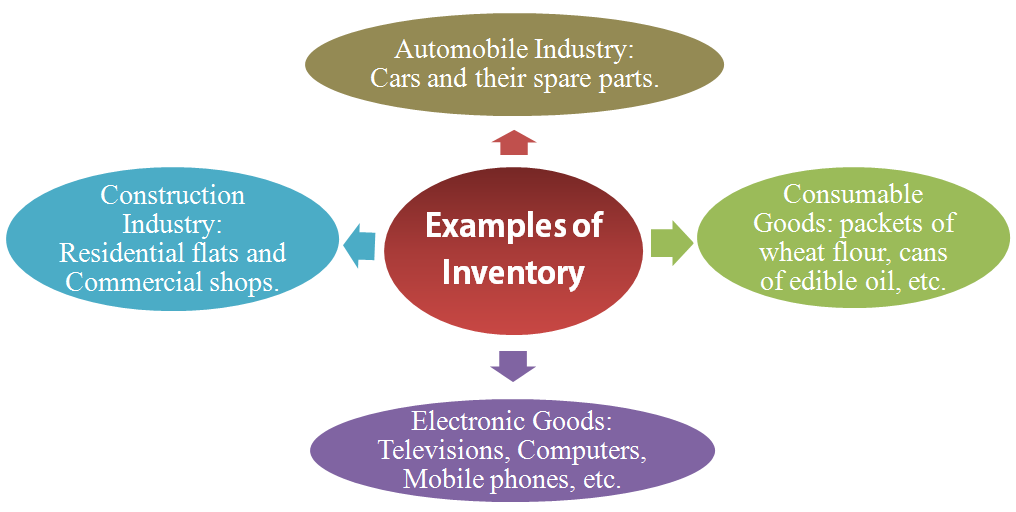 Automobile Industry:
Cars and their spare parts.
Construction
Industry:
Residential flats and
Commercial shops.
Examples of
Inventory
Consumable
Goods: packets of
wheat flour, cans
of edible oil, etc.
Electronic Goods:
Televisions, Computers,
Mobile phones, etc.